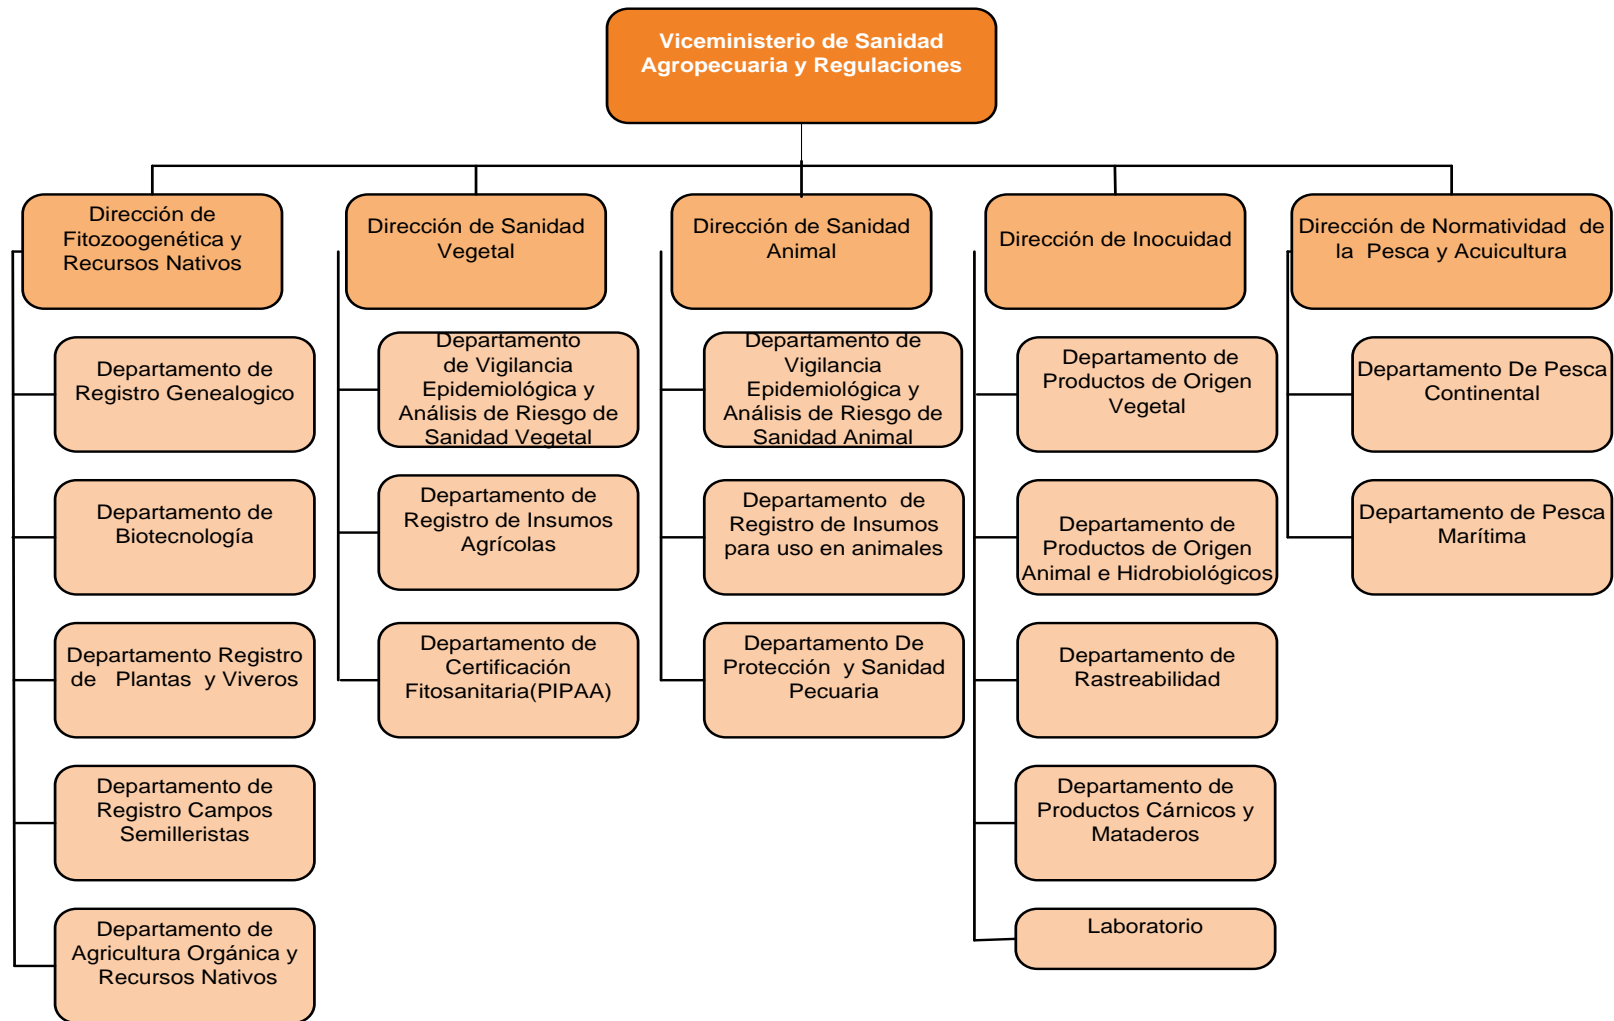 Viceministerio de Sanidad
Agropecuaria y Regulaciones
Dirección de
Fitozoogenética y
Recursos Nativos
Departamento de
Registro Genealogico
Departamento de
Biotecnología
Departamento Registro
de Plantas y Viveros
Departamento de
Registro Campos
Semilleristas
Departamento de
Agricultura Orgánica y
Recursos Nativos
Dirección de Sanidad
Vegetal
Departamento
de Vigilancia
Epidemiológica y
Análisis de Riesgo de
Sanidad Vegetal
Departamento de
Registro de Insumos
Agrícolas
Departamento de
Certificación
Fitosanitaria(PIPAA)
Dirección de Sanidad
Animal
Departamento de
Vigilancia
Epidemiológica y
Análisis de Riesgo de
Sanidad Animal
Departamento de
Registro de Insumos
para uso en animales
Departamento De
Protección y Sanidad
Pecuaria
Dirección de Inocuidad
Departamento de
Productos de Origen
Vegetal
Departamento de
Productos de Origen
Animal e Hidrobiológicos
Departamento de
Rastreabilidad
Departamento de
Productos Cárnicos y
Mataderos
Laboratorio
Dirección de Normatividad de
la Pesca y Acuicultura
Departamento De Pesca
Continental
Departamento de Pesca
Marítima